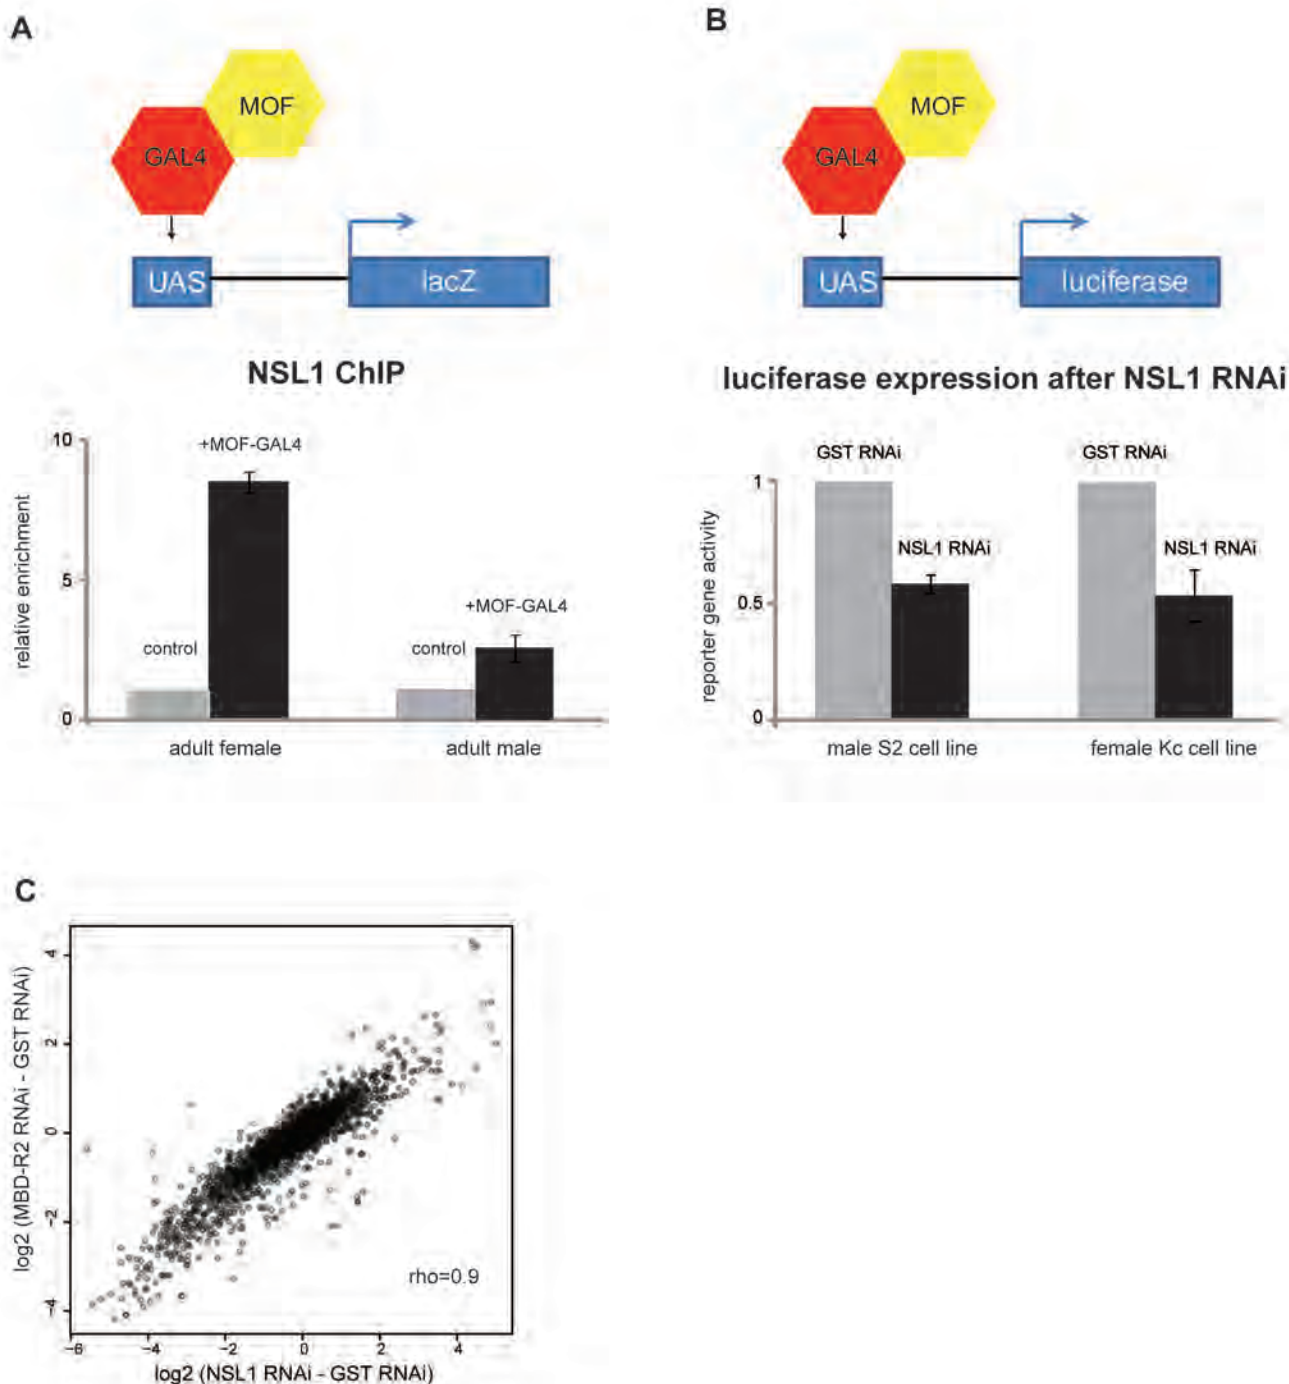 A
MOF
GAL4
UAS
lacZ
NSL1 ChIP
relative enrichment
10
5
0
+MOF-GAL4
control
+MOF-GAL4
control
adult female
adult male
B
MOF
GAL4
UAS
luciferase
luciferase expression after NSL1 RNAi
reporter gene activity
1
0.5
0
GST RNAi
NSL1 RNAi
GST RNAi
NSL1 RNAi
male S2 cell line
female Kc cell line
C
log2 (MBD-R2 RNAi - GST RNAi)
4
2
0
-2
-4
rho=0.9
-6
-4
-2
0
2
4
log2 (NSL1 RNAi - GST RNAi)